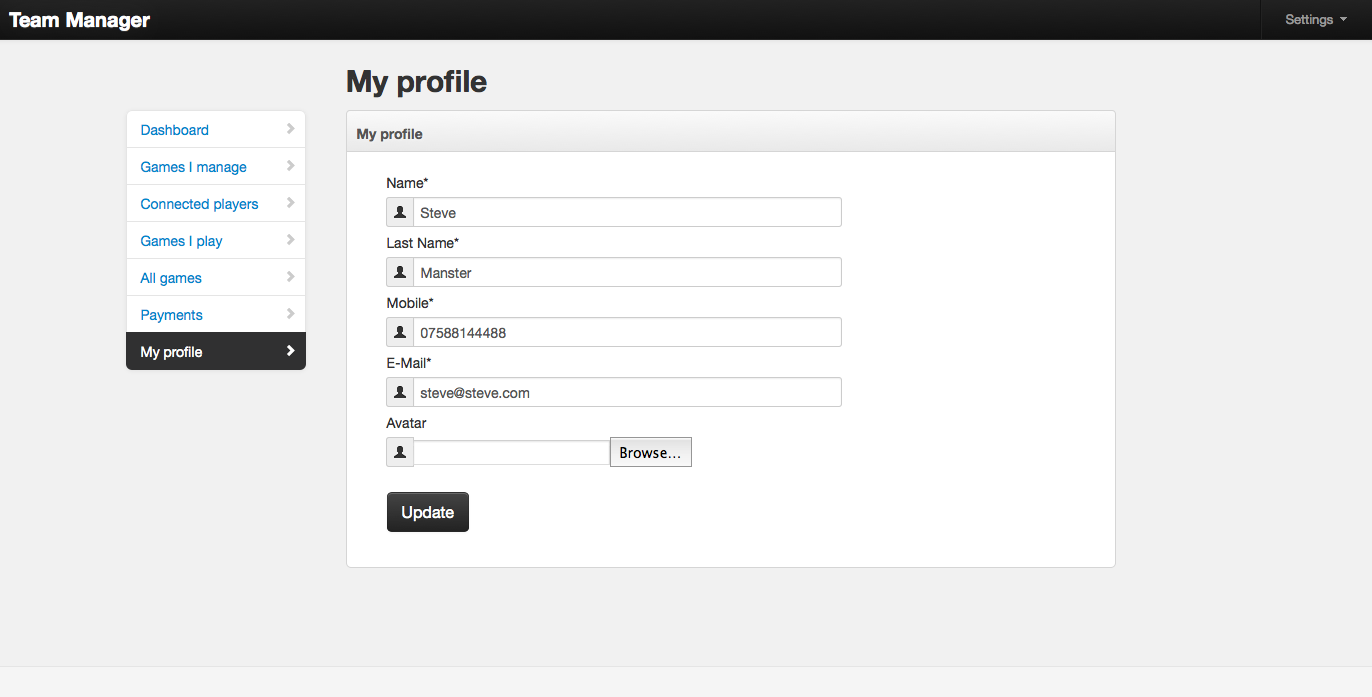 Team Manager
Settings
My profile
Dashboard
Games I manage
Connected players
Games I play
All games
Payments
My profile
My profile
Name*
Steve
Last Name*
Manster
Mobile*
07588144488
E-Mail*
steve@steve.com
Avatar
Browse...
Update